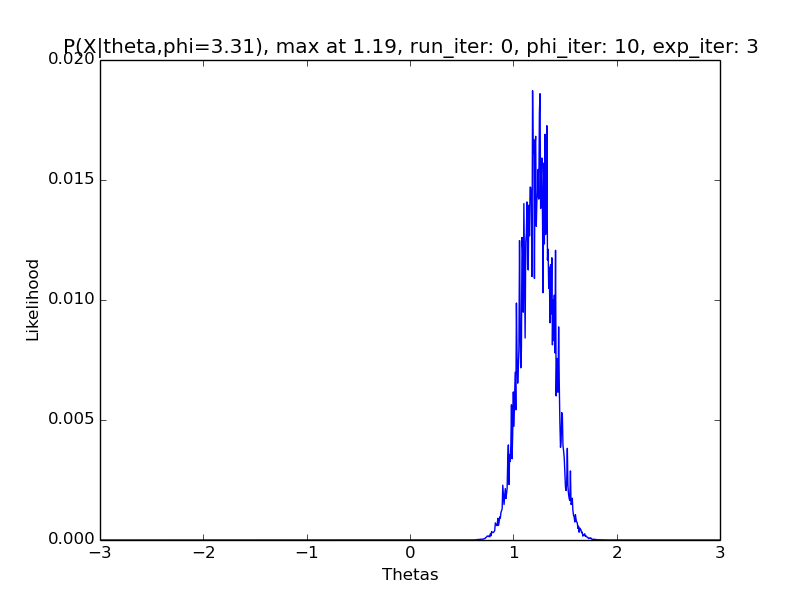 P(X|theta,phi=3.31), max at 1.19, run_iter: 0, phi_iter: 10, exp_iter: 3
0.020
0.015
0.010
0.005
0.000
Likelihood
−3 −2 −1 0 1 2 3
Thetas